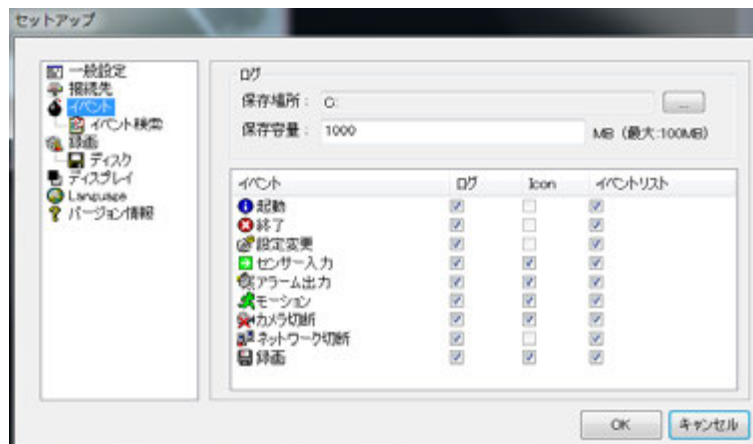 セットアップ
一般設定
接続先
イベント
イベント検索
録画
ディスク
ディスプレイ
Language
バージョン情報
ログ
保存場所： C:
...
保存容量： 1000 MB （最大:100MB）
イベント ログ Icon イベントリスト
起動
終了
設定変更
センサー入力
アラーム出力
モーション
カメラ切断
ネットワーク切断
録画
OK キャンセル